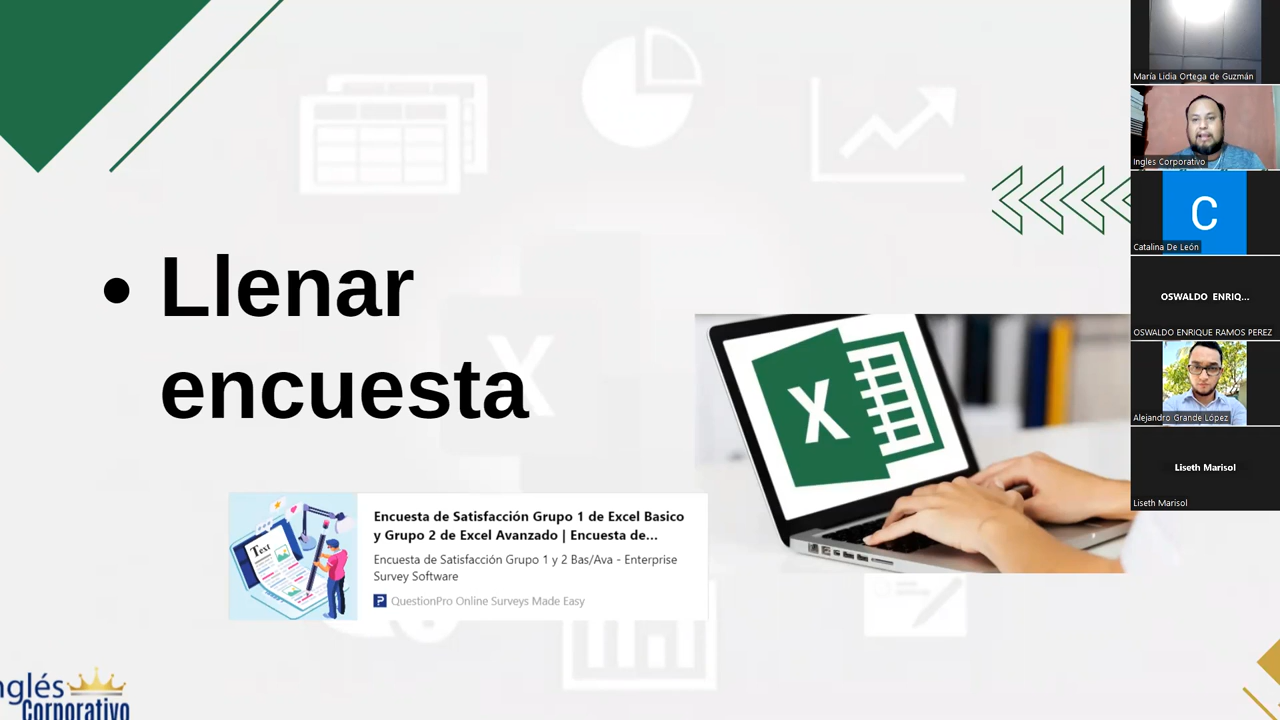 • Llenar
encuesta
Encuesta de Satisfacción Grupo 1 de Excel Basico
y Grupo 2 de Excel Avanzado | Encuesta de...
Encuesta de Satisfacción Grupo 1 y 2 Bas/Ava - Enterprise
Survey Software
QuestionPro Online Surveys Made Easy
Text
X
X
nglés
Corporativo
María Lidia Ortega de Guzmán
Ingles Corporativo
C
Catalina De León
OSWALDO ENRIQ...
OSWALDO ENRIQUE RAMOS PEREZ
Alejandro Grande López
Liseth Marisol
Liseth Marisol